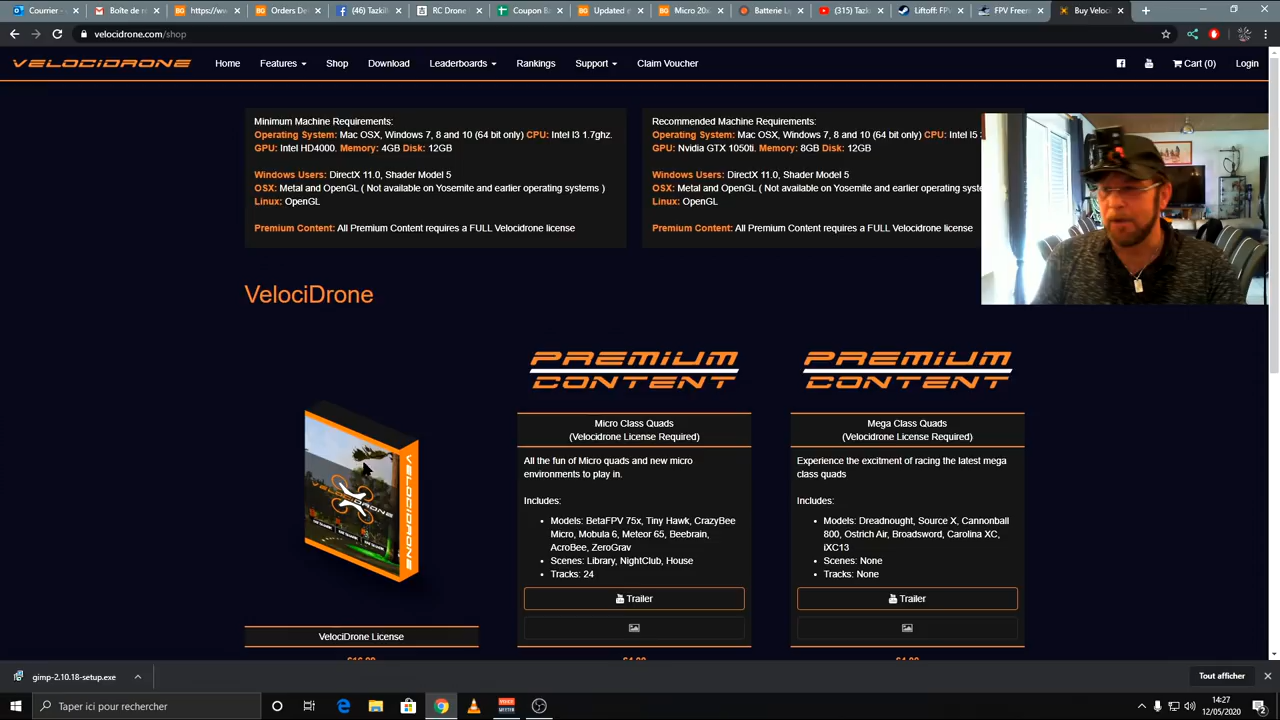 Courrier -
Boîte de ré
https://ww
Orders De
(46) Tazkil
RC Drone
Coupon Ba
Updated m
Micro 20x
Batterie L
(315) Tazk
Liftoff: FP
FPV Freeri
Buy Veloc
velocidrone.com/shop
VELOCIDRONE Home Features Shop Download Leaderboards Rankings Support Claim Voucher Cart (0) Login
Minimum Machine Requirements:
Operating System: Mac OSX, Windows 7, 8 and 10 (64 bit only) CPU: Intel I3 1.7ghz.
GPU: Intel HD4000. Memory: 4GB Disk: 12GB
Windows Users: DirectX 11.0, Shader Model 5
OSX: Metal and OpenGL ( Not available on Yosemite and earlier operating systems )
Linux: OpenGL
Premium Content: All Premium Content requires a FULL Velocidrone license
Recommended Machine Requirements:
Operating System: Mac OSX, Windows 7, 8 and 10 (64 bit only) CPU: Intel I5
GPU: Nvidia GTX 1050ti. Memory: 8GB Disk: 12GB
Windows Users: DirectX 11.0, Shader Model 5
OSX: Metal and OpenGL ( Not available on Yosemite and earlier operating syste
Linux: OpenGL
Premium Content: All Premium Content requires a FULL Velocidrone license
VelociDrone
VELOCIDRONE
VELOCIDRONE
VelociDrone License
PREMIUM
CONTENT
Micro Class Quads
(Velocidrone License Required)
All the fun of Micro quads and new micro
environments to play in.
Includes:
Models: BetaFPV 75x, Tiny Hawk, CrazyBee
Micro, Mobula 6, Meteor 65, Beebrain,
AcroBee, ZeroGrav
Scenes: Library, NightClub, House
Tracks: 24
Trailer
PREMIUM
CONTENT
Mega Class Quads
(Velocidrone License Required)
Experience the excitment of racing the latest mega
class quads
Includes:
Models: Dreadnought, Source X, Cannonball
800, Ostrich Air, Broadsword, Carolina XC,
iXC13
Scenes: None
Tracks: None
Trailer
gimp-2.10.18-setup.exe
Tout afficher
Taper ici pour rechercher
14:27
12/05/2020